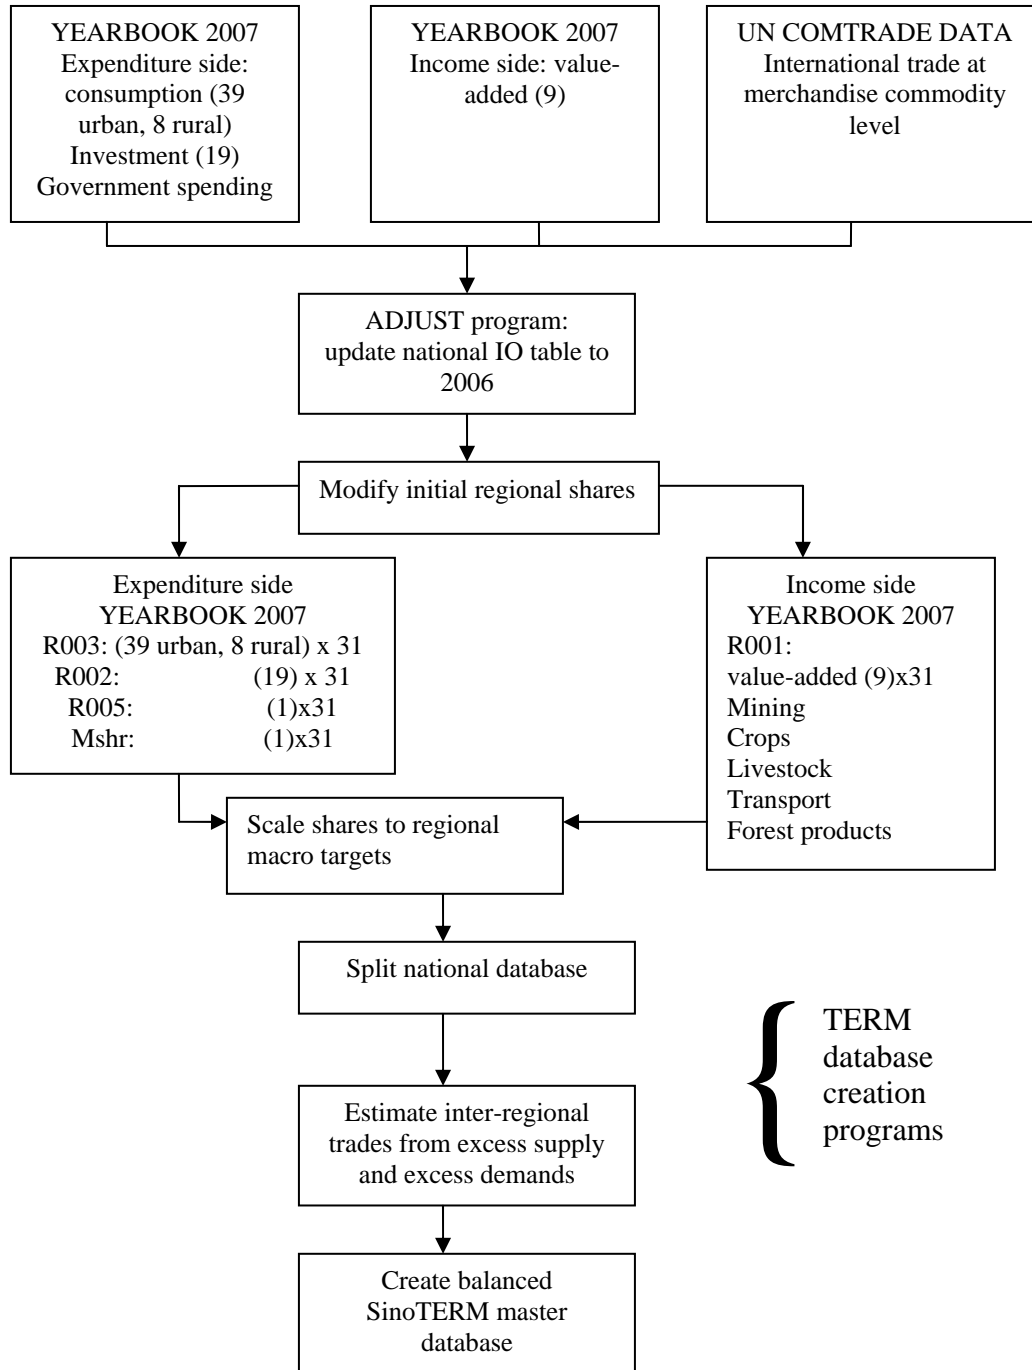 YEARBOOK 2007
Expenditure side:
consumption (39
urban, 8 rural)
Investment (19)
Government spending
YEARBOOK 2007
Income side: value-
added (9)
UN COMTRADE DATA
International trade at
merchandise commodity
level
ADJUST program:
update national IO table to
2006
Modify initial regional shares
Expenditure side
YEARBOOK 2007
R003: (39 urban, 8 rural) x 31
R002: (19) x 31
R005: (1)x31
Mshr: (1)x31
Income side
YEARBOOK 2007
R001:
value-added (9)x31
Mining
Crops
Livestock
Transport
Forest products
Scale shares to regional
macro targets
Split national database
TERM
database
creation
programs
Estimate inter-regional
trades from excess supply
and excess demands
Create balanced
SinoTERM master
database